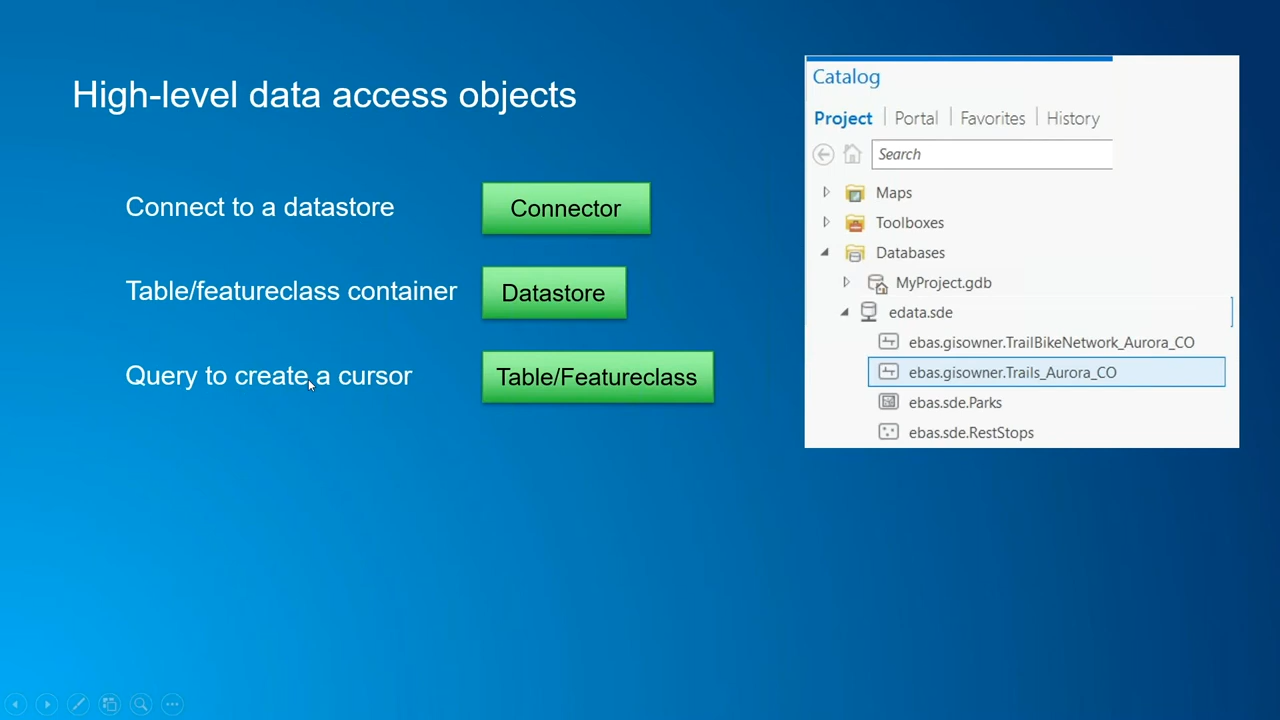 High-level data access objects
Connect to a datastore
Connector
Table/featureclass container
Datastore
Query to create a cursor
Table/Featureclass
Catalog
Project | Portal | Favorites | History
Search
Maps
Toolboxes
Databases
MyProject.gdb
edata.sde
ebas.gisowner.TrailBikeNetwork_Aurora_CO
ebas.gisowner.Trails_Aurora_CO
ebas.sde.Parks
ebas.sde.RestStops